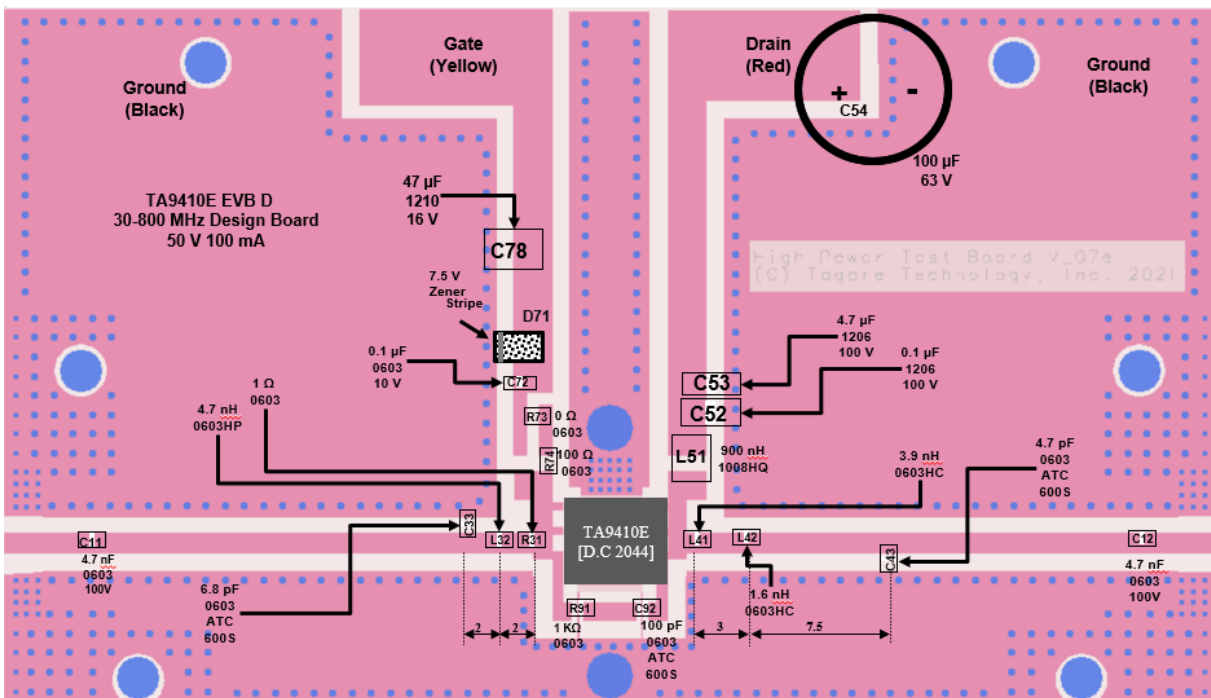 Gate
(Yellow)
Drain
(Red)
Ground
(Black)
Ground
(Black)
+
-
C54
100 µF
63 V
TA9410E EVB D
30-800 MHz Design Board
50 V 100 mA
47 µF
1210
16 V
C78
High Power Test Board V_07e
(C) Tagore Technology, Inc. 2021
7.5 V
Zener
Stripe
D71
0.1 µF
0603
10 V
C72
4.7 µF
1206
100 V
0.1 µF
1206
100 V
C53
C52
1 Ω
0603
4.7 nH
0603HP
R73
0 Ω
0603
R74
100 Ω
0603
L51
900 nH
1008HQ
3.9 nH
0603HC
4.7 pF
0603
ATC
600S
TA9410E
[D.C 2044]
C11
C33
L32
R31
L41
L42
C43
C12
4.7 nF
0603
100V
6.8 pF
0603
ATC
600S
4.7 nF
0603
100V
1.6 nH
0603HC
R91
C92
1 KΩ
0603
100 pF
0603
ATC
600S
2
2
3
7.5